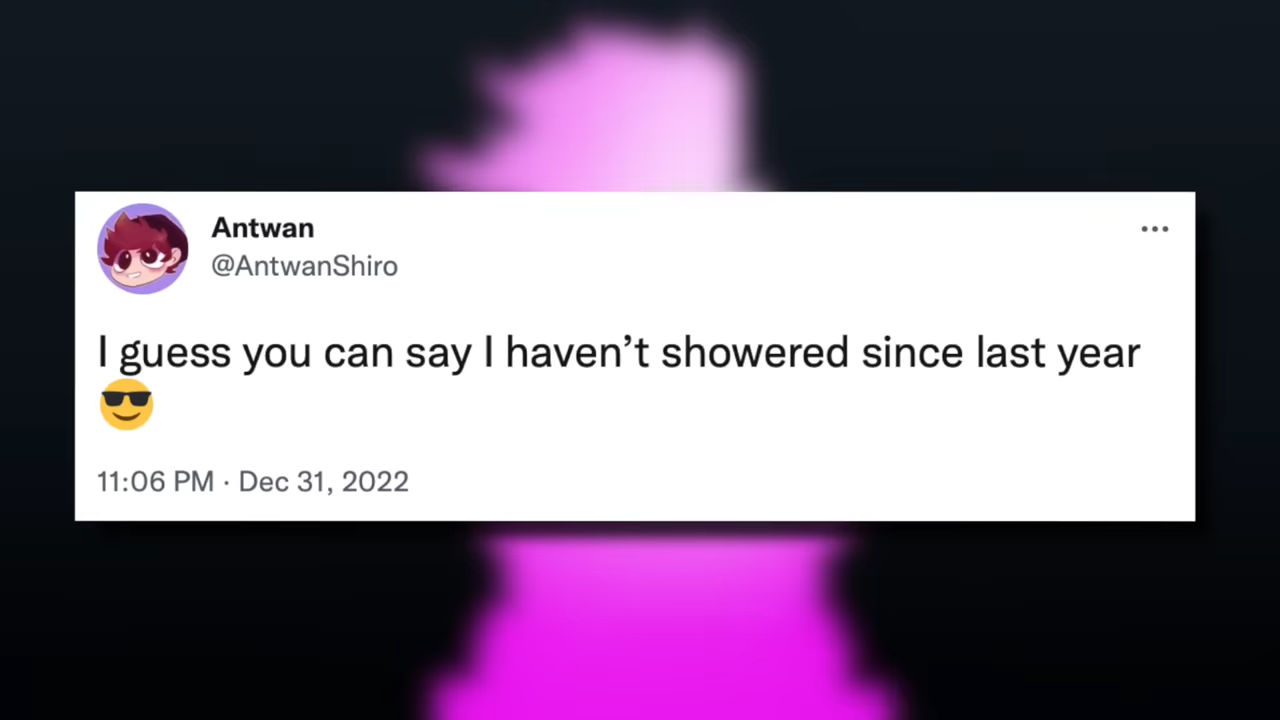 Antwan
@AntwanShiro
I guess you can say I haven’t showered since last year
😎
11:06 PM · Dec 31, 2022